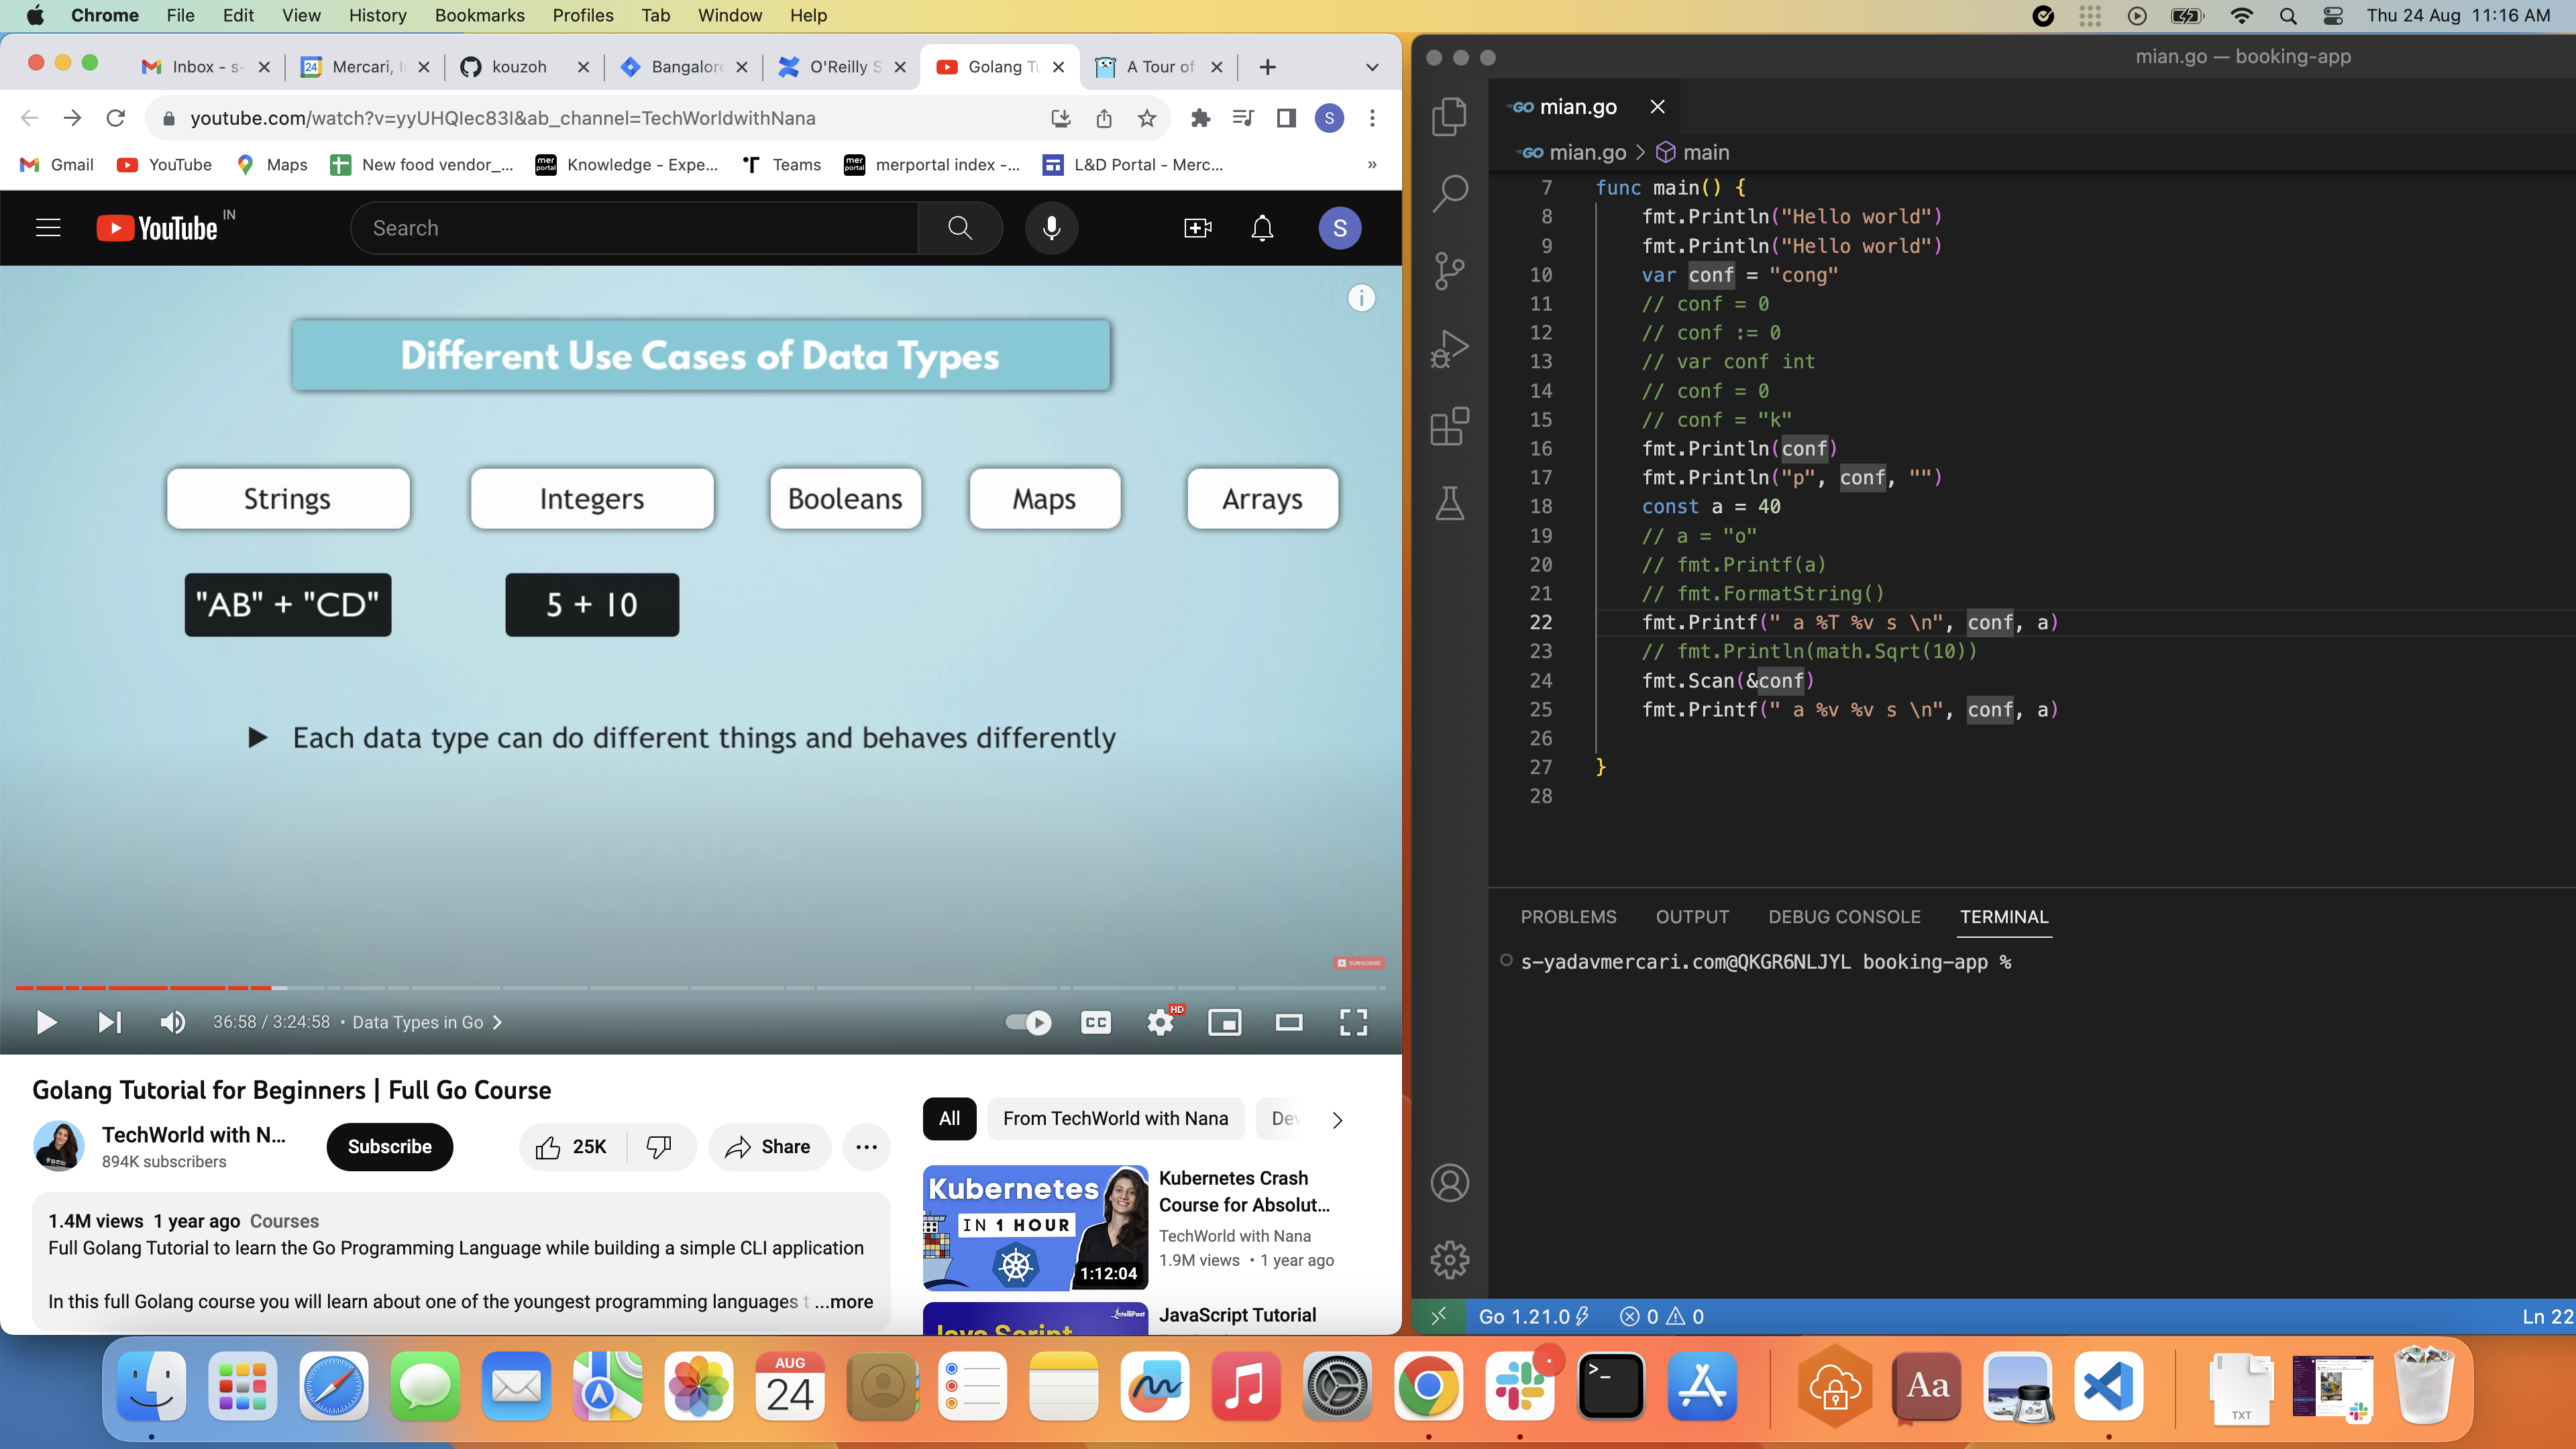 Chrome File Edit View History Bookmarks Profiles Tab Window Help Thu 24 Aug 11:16 AM
Inbox - s- Mercari, I kouzoh Bangalore O'Reilly S Golang Tu A Tour of
youtube.com/watch?v=yyUHQIec83I&ab_channel=TechWorldwithNana S
Gmail YouTube Maps New food vendor_... mer portal Knowledge - Expe... Teams mer portal merportal index -... L&D Portal - Merc... »
YouTube IN Search S
Different Use Cases of Data Types
Strings Integers Booleans Maps Arrays
"AB" + "CD" 5 + 10
Each data type can do different things and behaves differently
SUBSCRIBE
36:58 / 3:24:58 • Data Types in Go CC HD
Golang Tutorial for Beginners | Full Go Course
TechWorld with N...
894K subscribers
Subscribe
25K
Share
1.4M views 1 year ago Courses
Full Golang Tutorial to learn the Go Programming Language while building a simple CLI application
In this full Golang course you will learn about one of the youngest programming languages t ...more
All From TechWorld with Nana Dev
Kubernetes
IN 1 HOUR
1:12:04
Kubernetes Crash
Course for Absolut...
TechWorld with Nana
1.9M views • 1 year ago
IntelliPaat
Java Script
JavaScript Tutorial
mian.go — booking-app
GO mian.go
GO mian.go > main
7 func main() {
8 fmt.Println("Hello world")
9 fmt.Println("Hello world")
10 var conf = "cong"
11 // conf = 0
12 // conf := 0
13 // var conf int
14 // conf = 0
15 // conf = "k"
16 fmt.Println(conf)
17 fmt.Println("p", conf, "")
18 const a = 40
19 // a = "o"
20 // fmt.Printf(a)
21 // fmt.FormatString()
22 fmt.Printf(" a %T %v s \n", conf, a)
23 // fmt.Println(math.Sqrt(10))
24 fmt.Scan(&conf)
25 fmt.Printf(" a %v %v s \n", conf, a)
26
27 }
28
PROBLEMS OUTPUT DEBUG CONSOLE TERMINAL
s-yadavmercari.com@QKGR6NLJYL booking-app %
Go 1.21.0 0 0 Ln 22
AUG
24
Aa
TXT